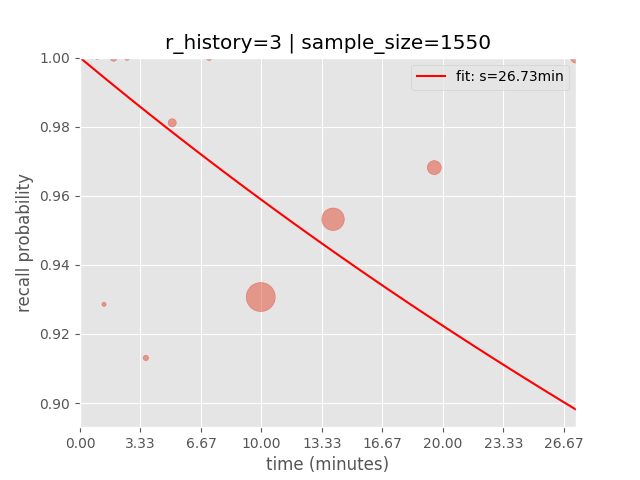 r_history=3 | sample_size=1550
fit: s=26.73min
1.00
0.98
0.96
0.94
0.92
0.90
recall probability
0.00 3.33 6.67 10.00 13.33 16.67 20.00 23.33 26.67
time (minutes)